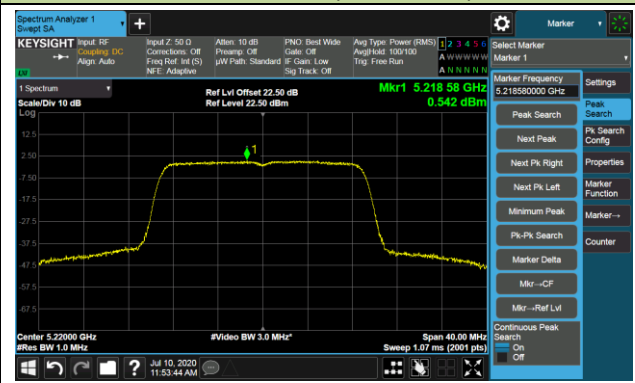 Spectrum Analyzer 1
Swept SA
Marker
KEYSIGHT
Input: RF
Coupling: DC
Align: Auto
Input Z: 50 Ω
Corrections: Off
Freq Ref: Int (S)
NFE: Adaptive
Atten: 10 dB
Preamp: Off
µW Path: Standard
PNO: Best Wide
Gate: Off
IF Gain: Low
Sig Track: Off
Avg Type: Power (RMS)
Avg|Hold: 100/100
Trig: Free Run
1 2 3 4 5 6
A W W W W W
A N N N N N
LXI
Select Marker
Marker 1
1 Spectrum
Scale/Div 10 dB
Log
Ref Lvl Offset 22.50 dB
Ref Level 22.50 dBm
Mkr1 5.218 58 GHz
0.542 dBm
12.5
2.50
-7.50
-17.5
-27.5
-37.5
-47.5
-57.5
-67.5
1
Center 5.22000 GHz
#Res BW 1.0 MHz
#Video BW 3.0 MHz*
Span 40.00 MHz
Sweep 1.07 ms (2001 pts)
Marker Frequency
5.218580000 GHz
Peak Search
Next Peak
Next Pk Right
Next Pk Left
Minimum Peak
Pk-Pk Search
Marker Delta
Mkr→CF
Mkr→Ref Lvl
Continuous Peak
Search
On
Off
Settings
Peak
Search
Pk Search
Config
Properties
Marker
Function
Marker→
Counter
?
Jul 10, 2020
11:53:44 AM